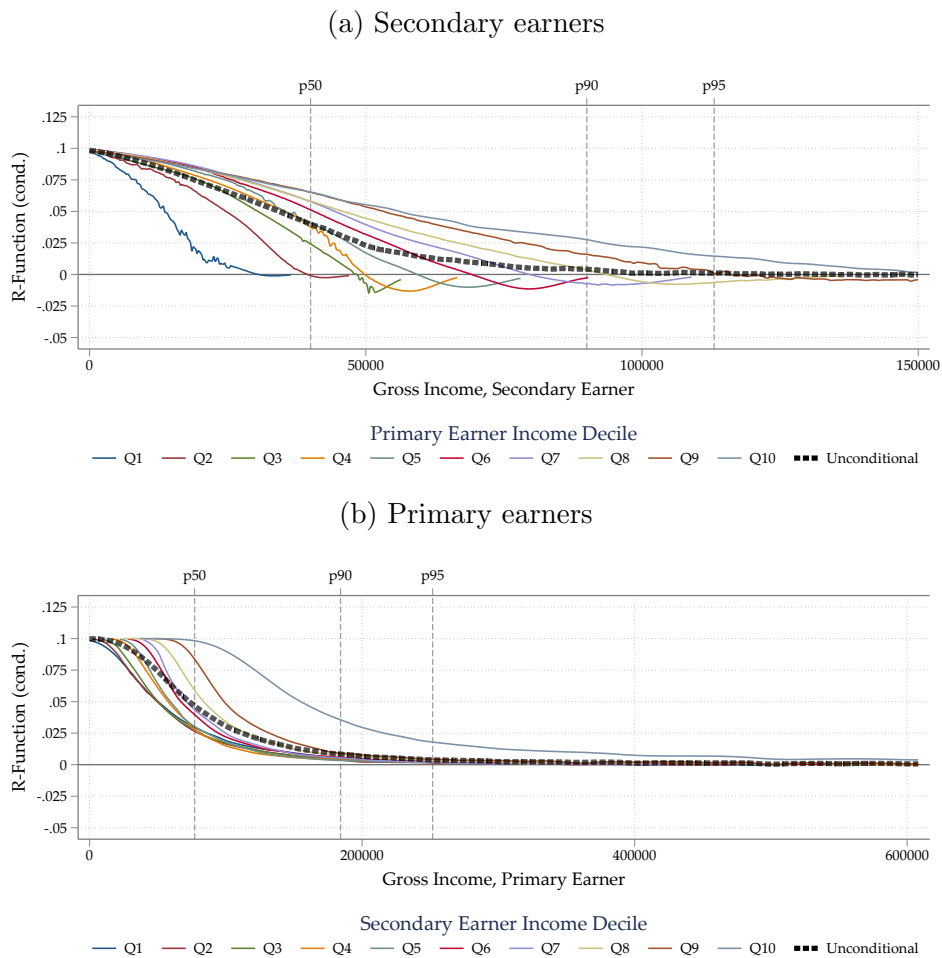 (a) Secondary earners
p50 p90 p95
.125
.1
.075
.05
.025
0
-.025
-.05
R-Function (cond.)
0 50000 100000 150000
Gross Income, Secondary Earner
Primary Earner Income Decile
Q1 Q2 Q3 Q4 Q5 Q6 Q7 Q8 Q9 Q10 Unconditional
(b) Primary earners
p50 p90 p95
.125
.1
.075
.05
.025
0
-.025
-.05
R-Function (cond.)
0 200000 400000 600000
Gross Income, Primary Earner
Secondary Earner Income Decile
Q1 Q2 Q3 Q4 Q5 Q6 Q7 Q8 Q9 Q10 Unconditional